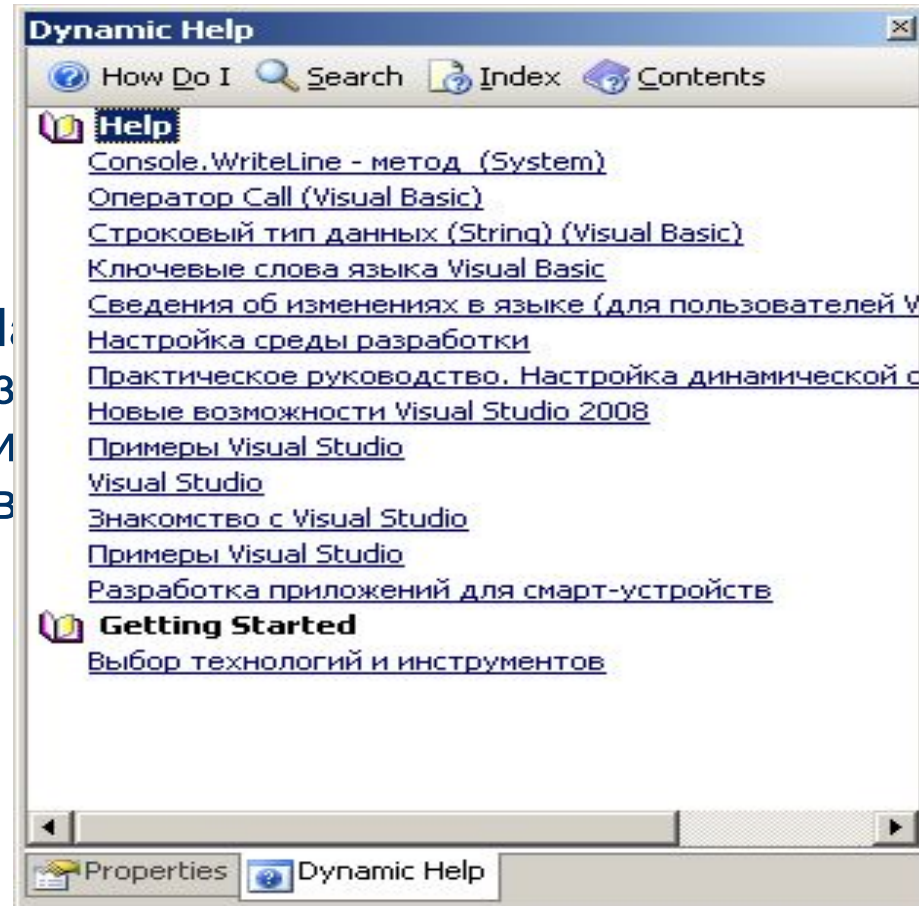 Dynamic Help
How Do I Search Index Contents
Help
Console.WriteLine - метод (System)
Оператор Call (Visual Basic)
Строковый тип данных (String) (Visual Basic)
Ключевые слова языка Visual Basic
Сведения об изменениях в языке (для пользователей
Настройка среды разработки
Практическое руководство. Настройка динамической
Новые возможности Visual Studio 2008
Примеры Visual Studio
Visual Studio
Знакомство с Visual Studio
Примеры Visual Studio
Разработка приложений для смарт-устройств
Getting Started
Выбор технологий и инструментов
Properties Dynamic Help